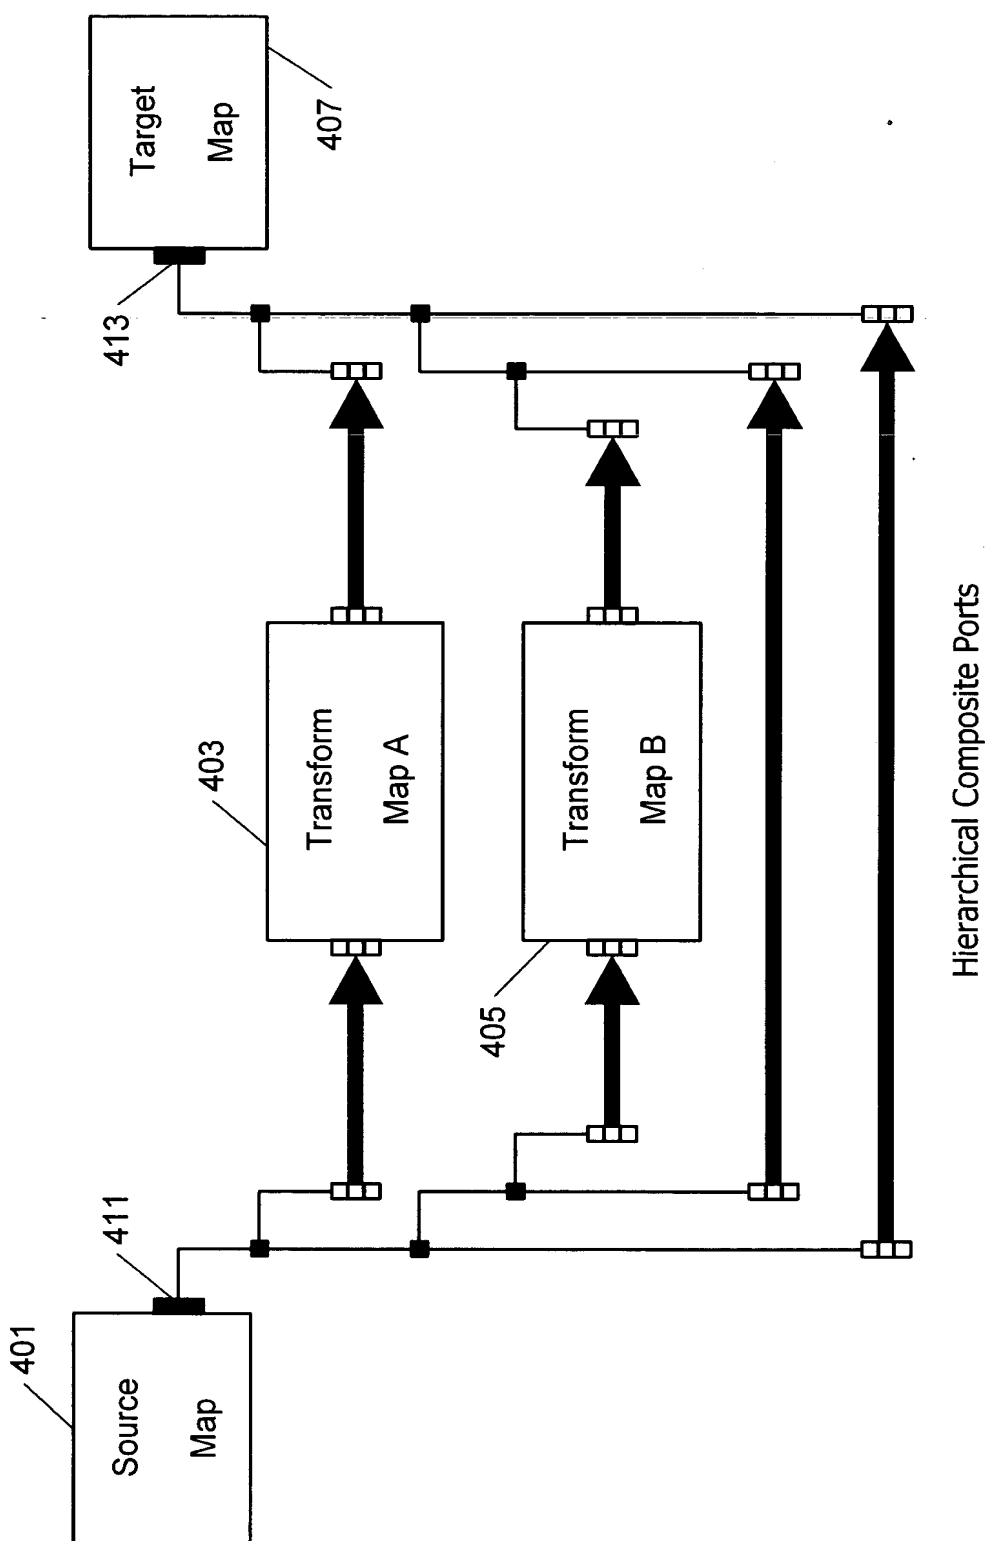 401
Source
Map
411
403
Transform
Map A
405
Transform
Map B
413
Target
Map
407
Hierarchical Composite Ports